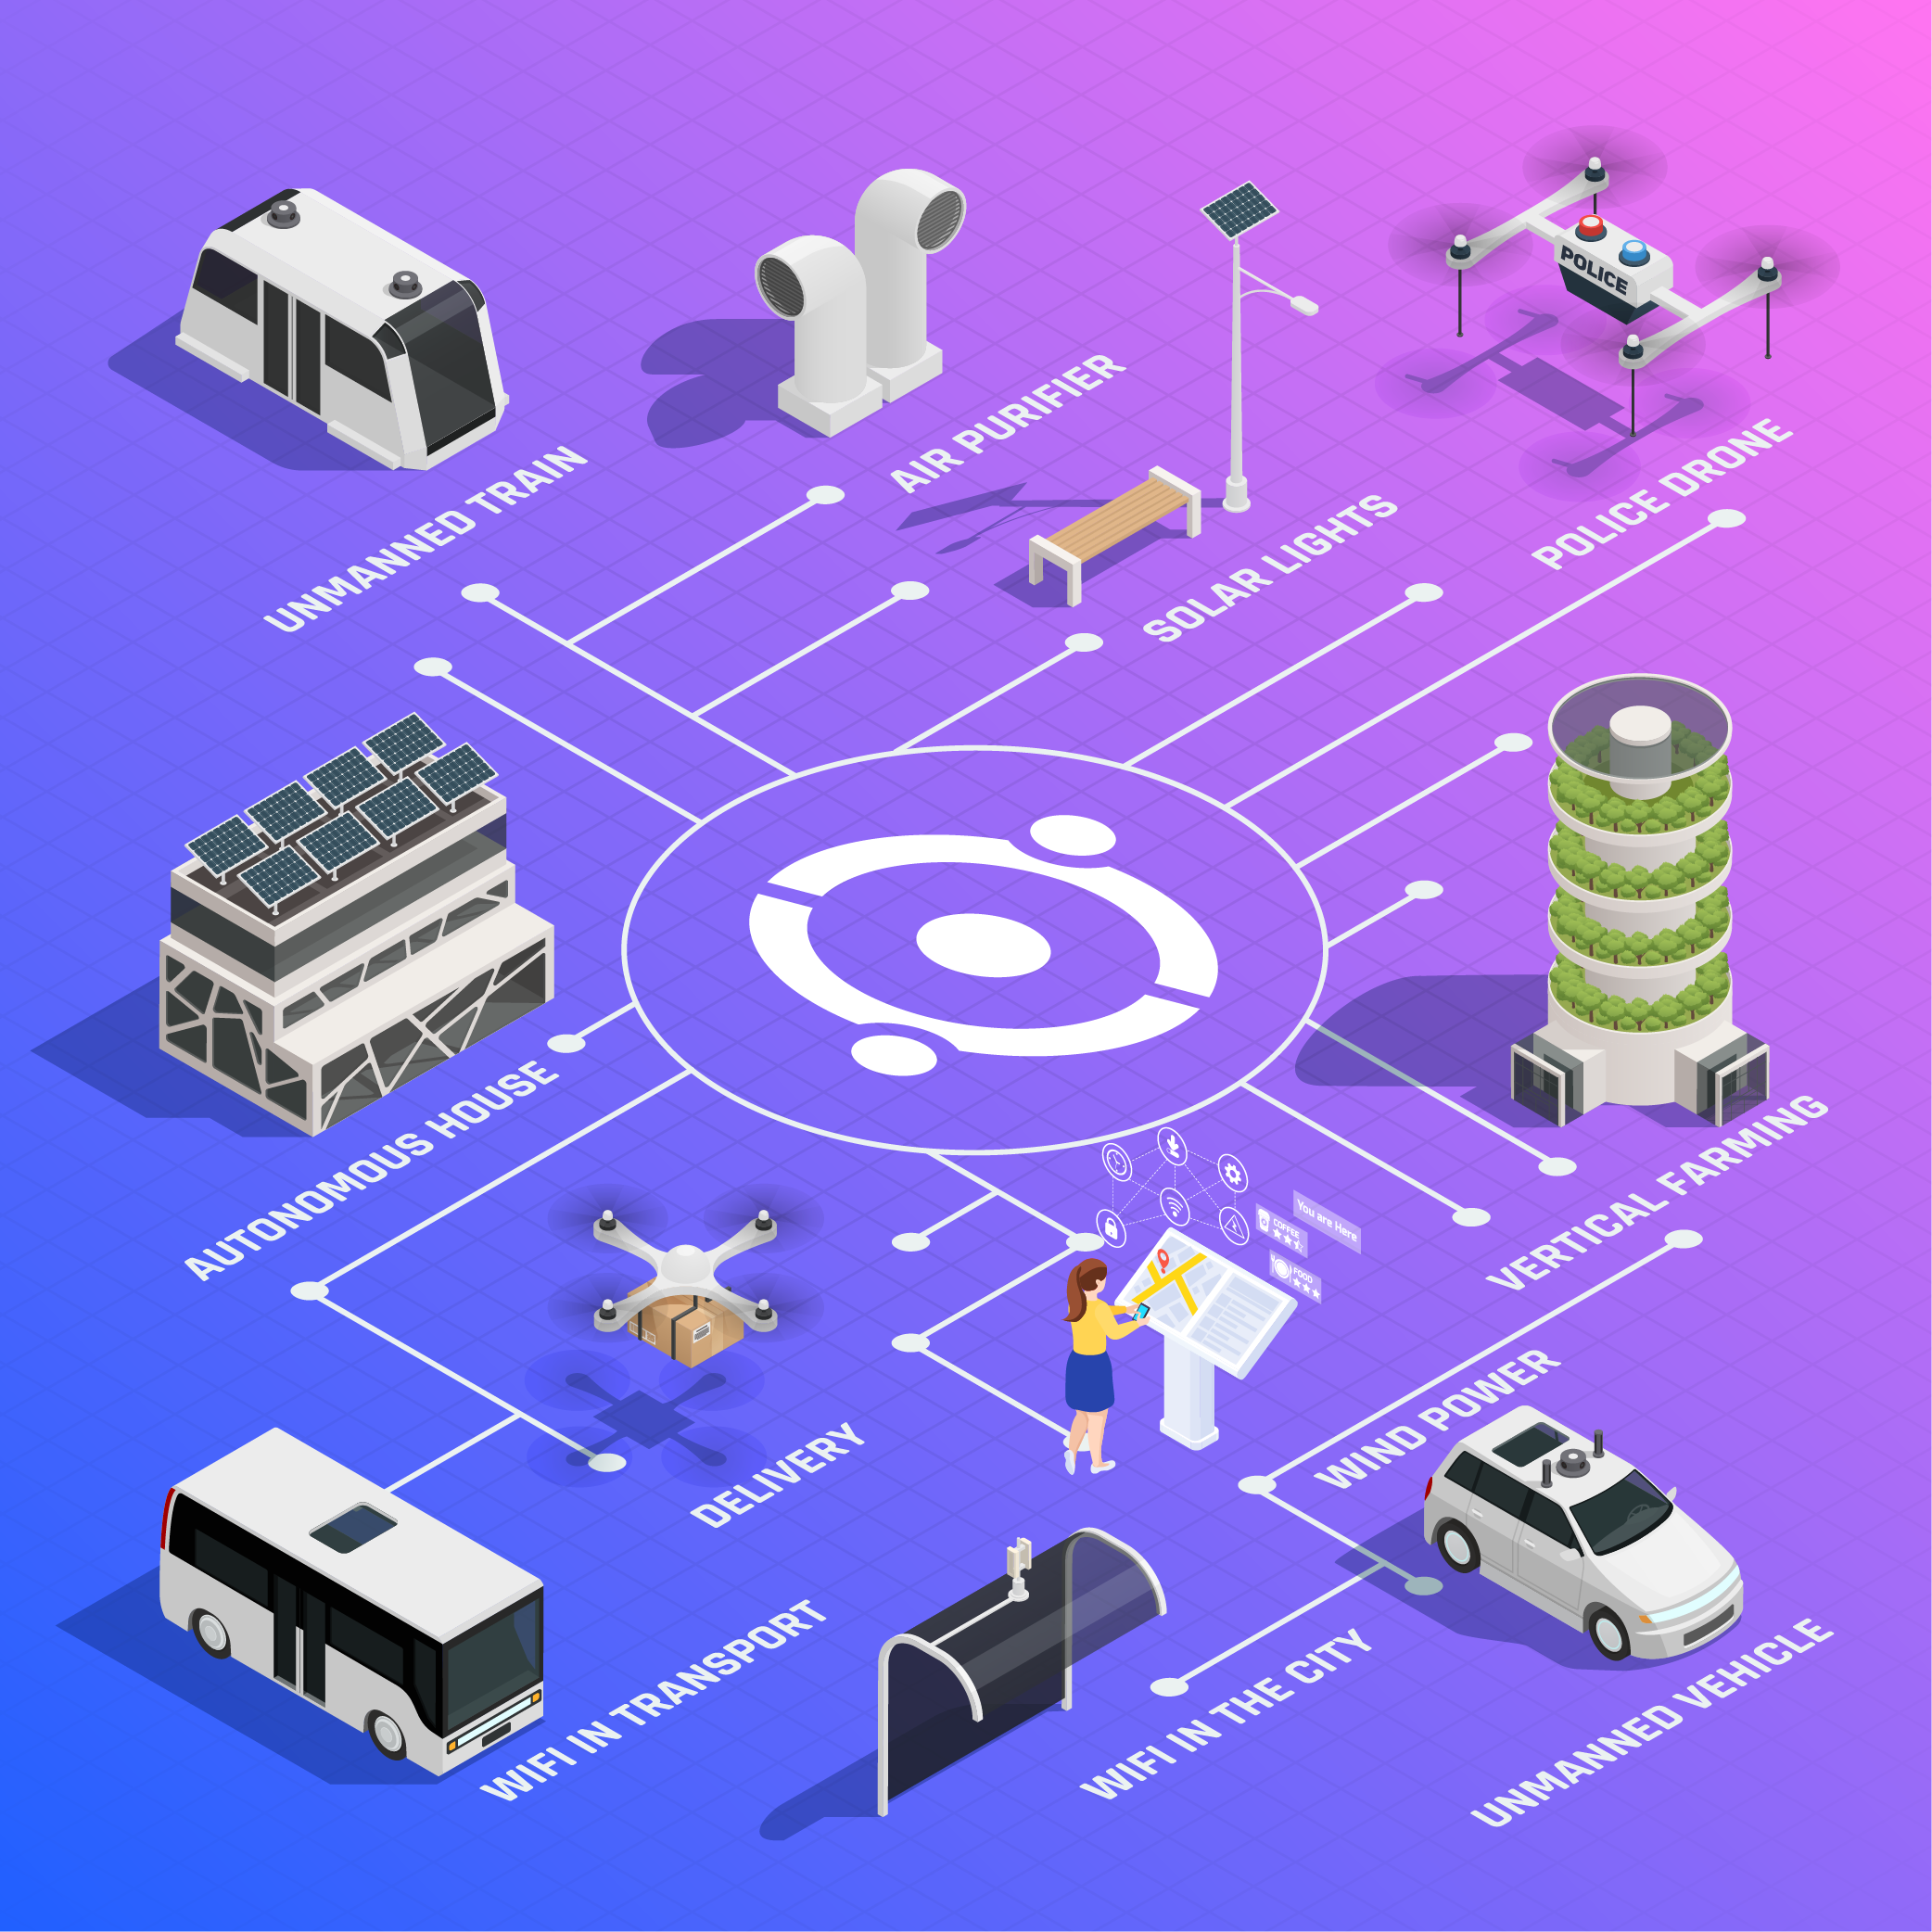 POLICE
AIR PURIFIER
UNMANNED TRAIN
SOLAR LIGHTS
POLICE DRONE
AUTONOMOUS HOUSE
VERTICAL FARMING
You are Here
COFFEE
FOOD
DELIVERY
WIND POWER
WIFI IN TRANSPORT
WIFI IN THE CITY
UNMANNED VEHICLE